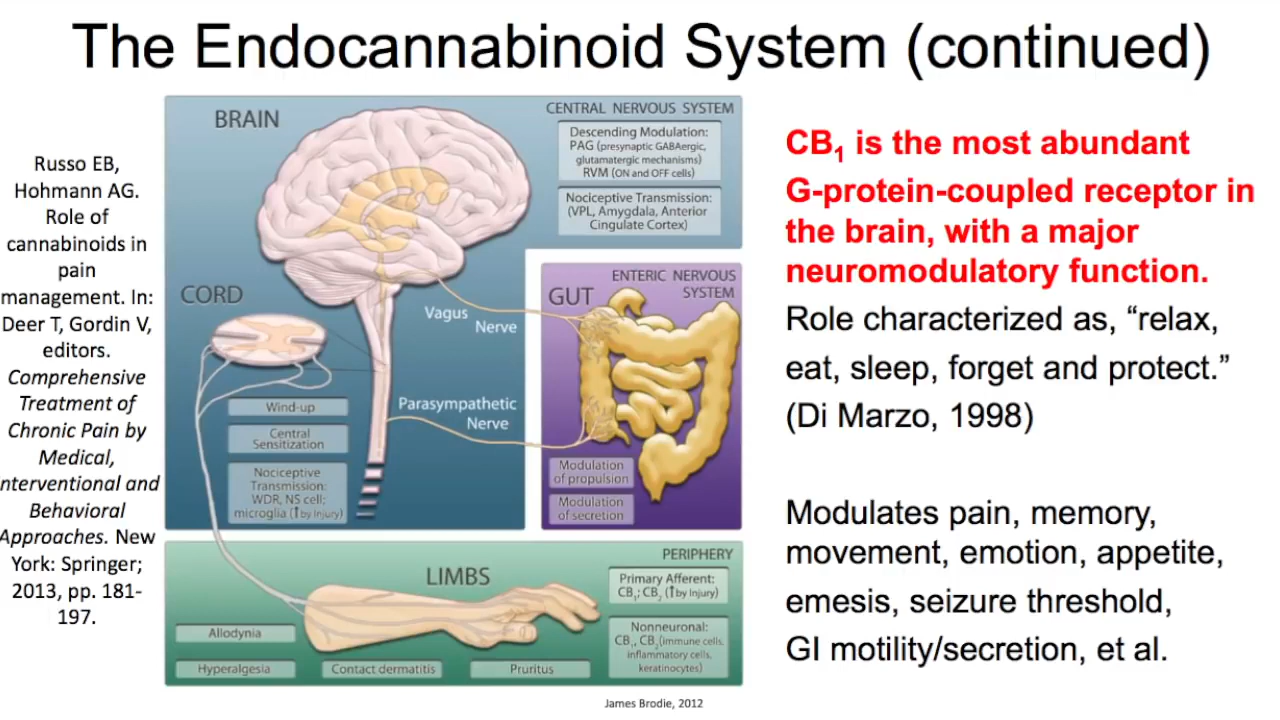 The Endocannabinoid System (continued)
Russo EB,
Hohmann AG.
Role of
cannabinoids in
pain
management. In:
Deer T, Gordin V,
editors.
Comprehensive
Treatment of
Chronic Pain by
Medical,
nterventional and
Behavioral
Approaches. New
York: Springer;
2013, pp. 181-
197.
BRAIN
CENTRAL NERVOUS SYSTEM
Descending Modulation:
PAG (presynaptic GABAergic,
glutamatergic mechanisms)
RVM (ON and OFF cells)
Nociceptive Transmission:
(VPL, Amygdala, Anterior
Cingulate Cortex)
CORD
Vagus
Nerve
Parasympathetic
Nerve
Wind-up
Central
Sensitization
Nociceptive
Transmission:
WDR, NS cell;
microglia (↑by Injury)
ENTERIC NERVOUS
SYSTEM
GUT
Modulation
of propulsion
Modulation
of secretion
PERIPHERY
LIMBS
Primary Afferent:
CB₁; CB₂ (↑by Injury)
Nonneuronal:
CB₁, CB₂(immune cells,
inflammatory cells,
keratinocytes)
Allodynia
Hyperalgesia
Contact dermatitis
Pruritus
James Brodie, 2012
CB₁ is the most abundant
G-protein-coupled receptor in
the brain, with a major
neuromodulatory function.
Role characterized as, “relax,
eat, sleep, forget and protect.”
(Di Marzo, 1998)
Modulates pain, memory,
movement, emotion, appetite,
emesis, seizure threshold,
GI motility/secretion, et al.